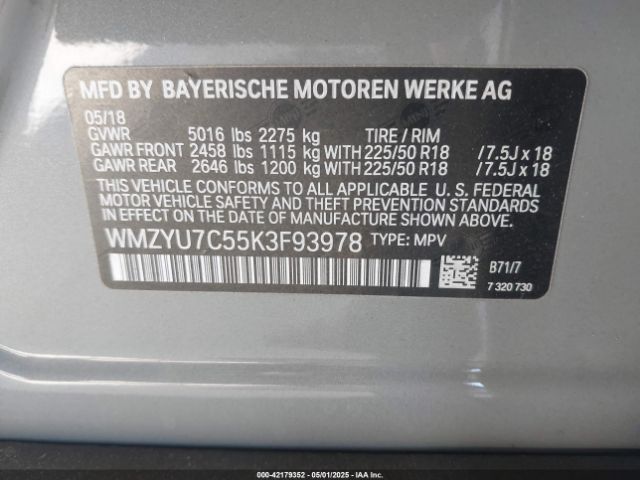 MFD BY BAYERISCHE MOTOREN WERKE AG
05/18
GVWR 5016 lbs 2275 kg TIRE / RIM
GAWR FRONT 2458 lbs 1115 kg WITH 225/50 R18 /7.5J x 18
GAWR REAR 2646 lbs 1200 kg WITH 225/50 R18 /7.5J x 18
THIS VEHICLE CONFORMS TO ALL APPLICABLE U. S. FEDERAL
MOTOR VEHICLE SAFETY AND THEFT PREVENTION STANDARDS
IN EFFECT ON THE DATE OF MANUFACTURE SHOWN ABOVE.
WMZYU7C55K3F93978 TYPE: MPV
B71/7
7 320 730
000-42179352 - 05/01/2025 - IAAI.com